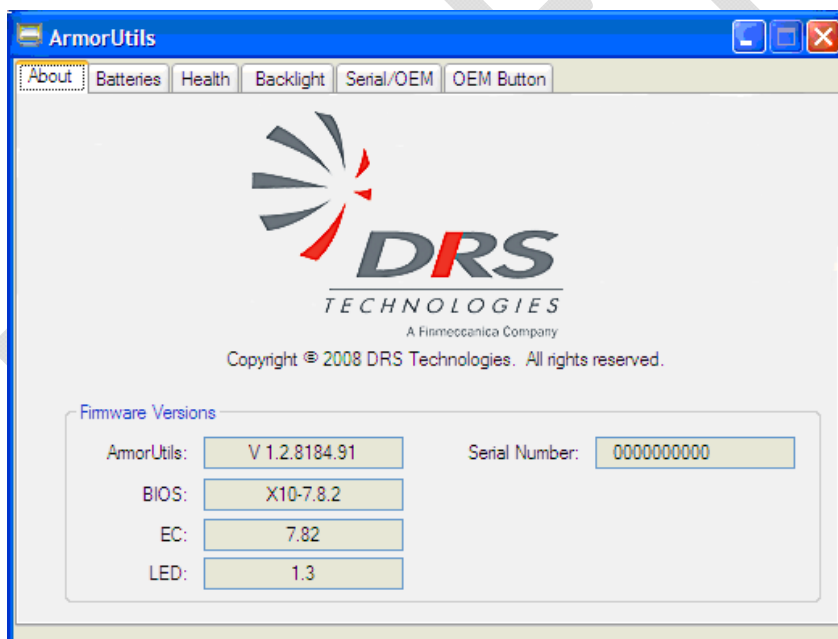 ArmorUtils
About Batteries Health Backlight Serial/OEM OEM Button
DRS
TECHNOLOGIES
A Finmeccanica Company
Copyright © 2008 DRS Technologies. All rights reserved.
Firmware Versions
ArmorUtils: V 1.2.8184.91 Serial Number: 0000000000
BIOS: X10-7.8.2
EC: 7.82
LED: 1.3